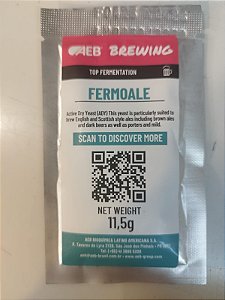 AEB BREWING
TOP FERMENTATION
FERMOALE
Active Dry Yeast (ADY) This yeast is particularly suited to
brew English and Scottish style ales including brown ales
and dark beers as well as porters and mild.
SCAN TO DISCOVER MORE
NET WEIGHT
11,5g
AEB BIOQUIMICA LATINO AMERICANA S.A.